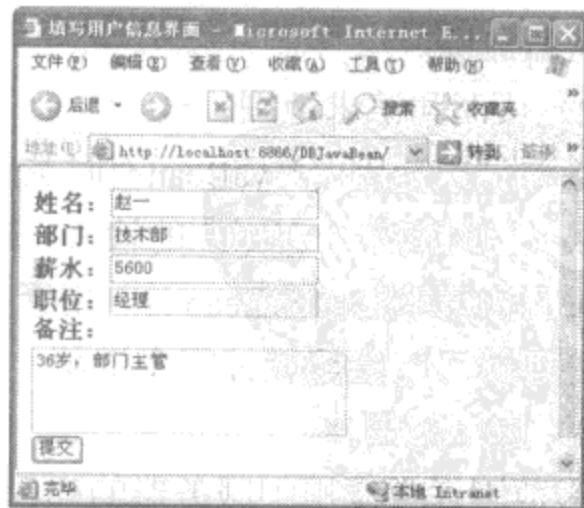 填写用户信息界面 - Microsoft Internet E...
文件(F) 编辑(E) 查看(V) 收藏(A) 工具(T) 帮助(H)
后退 搜索 收藏夹 »
地址(D) http://localhost:8866/DBJavaBean/ 转到 链接 »
姓名： 赵一
部门： 技术部
薪水： 5600
职位： 经理
备注：
36岁，部门主管
提交
完毕 本地 Intranet